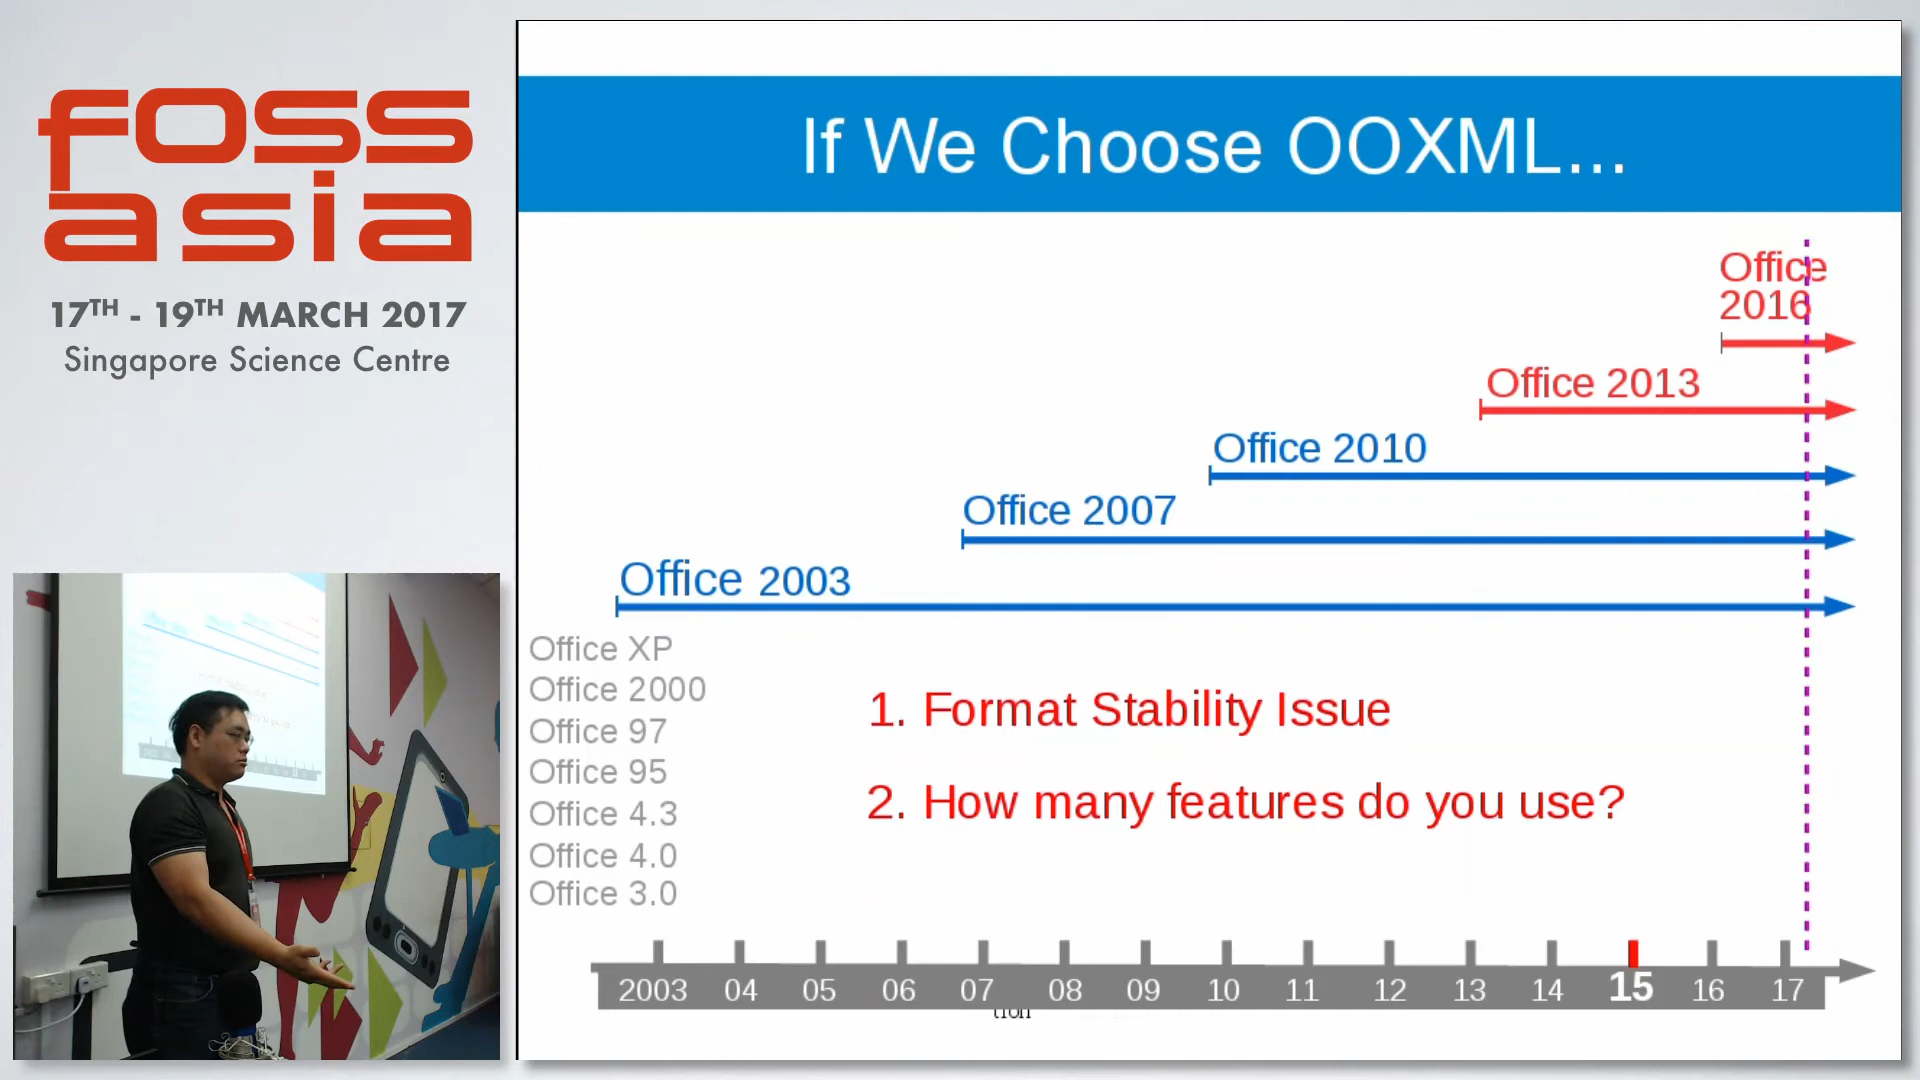 foss
asia
17TH - 19TH MARCH 2017
Singapore Science Centre
If We Choose OOXML...
Office
2016
Office 2013
Office 2010
Office 2007
Office 2003
Office XP
Office 2000
Office 97
Office 95
Office 4.3
Office 4.0
Office 3.0
1. Format Stability Issue
2. How many features do you use?
2003 04 05 06 07 08 09 10 11 12 13 14 15 16 17
tion